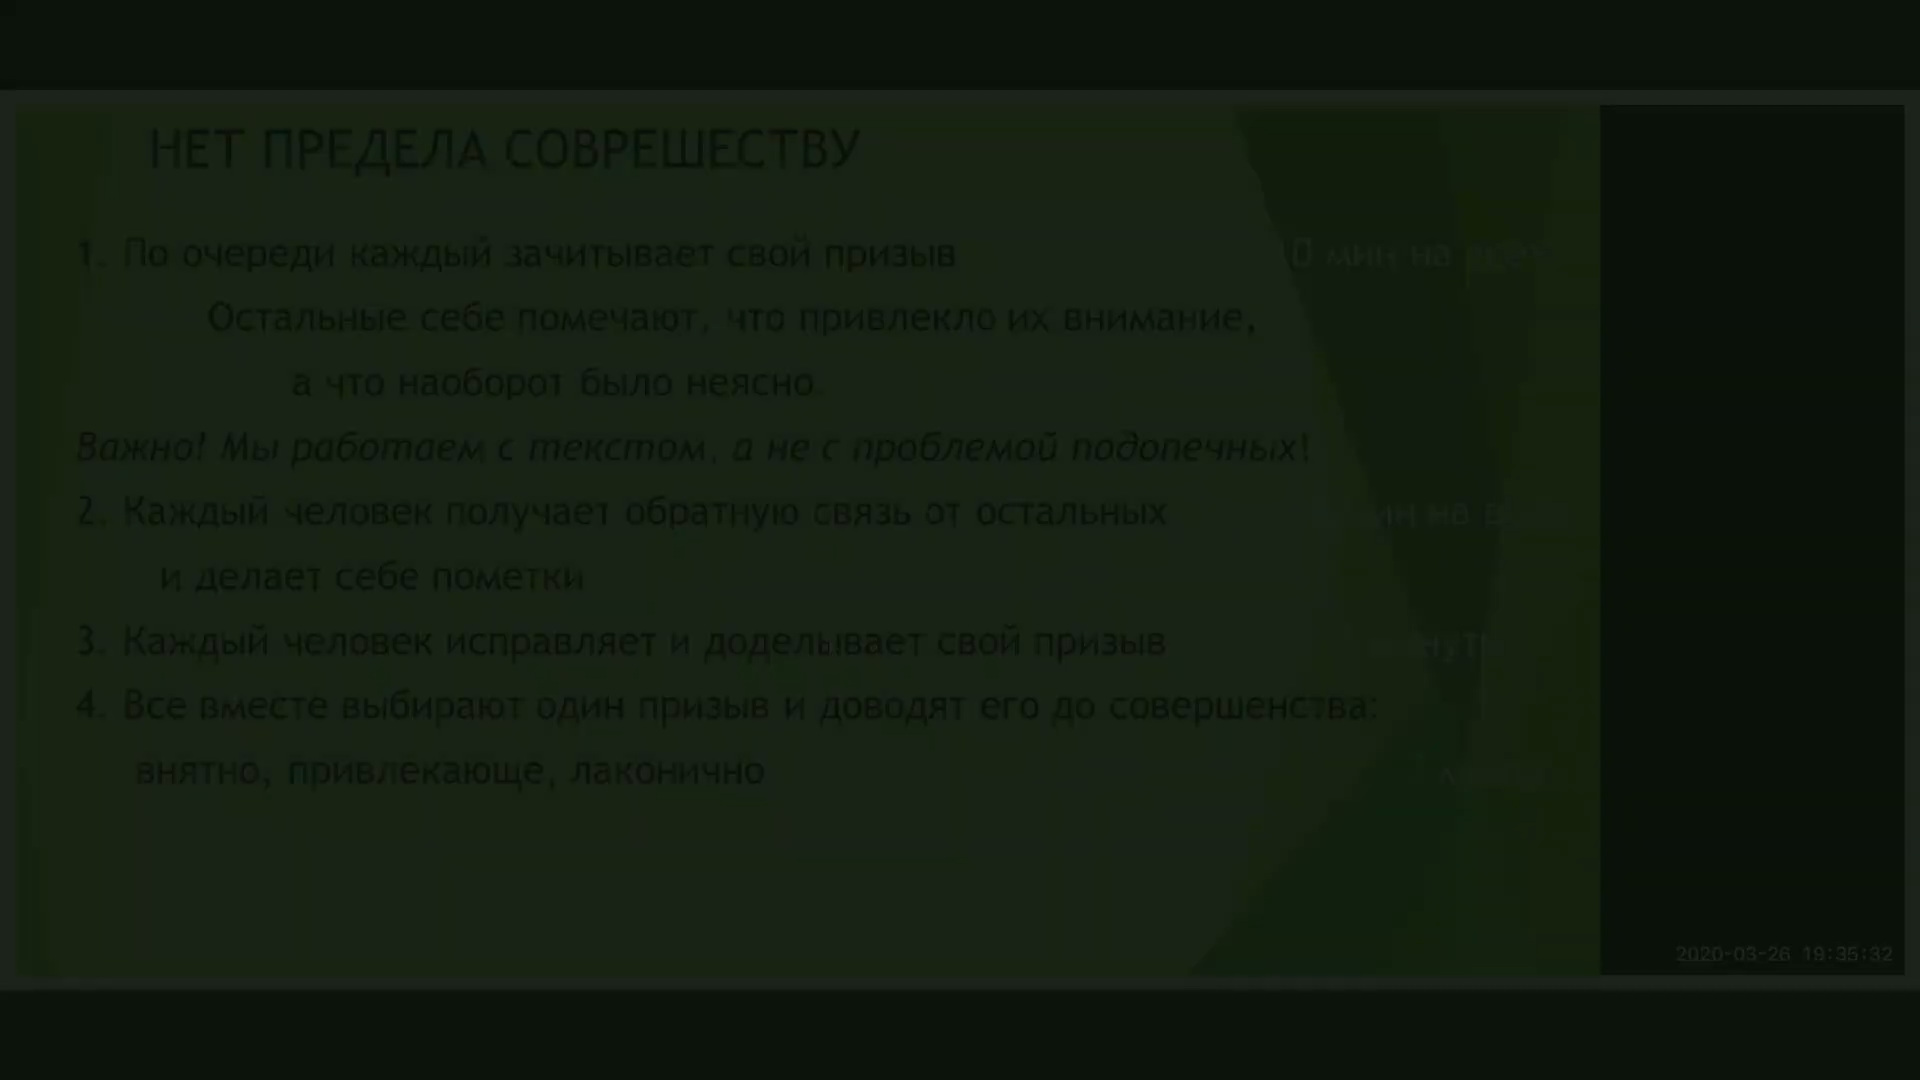 НЕТ ПРЕДЕЛА СОВРЕШЕСТВУ
1. По очереди каждый зачитывает свой призыв мин на
Остальные себе помечают, что привлекло их внимание,
а что наоборот было неясно.
Важно! Мы работаем с текстом, а не с проблемой подопечных!
2. Каждый человек получает обратную связь от остальных на
и делает себе пометки
3. Каждый человек исправляет и доделывает свой призыв
4. Все вместе выбирают один призыв и доводят его до совершенства:
внятно, привлекающе, лаконично
2020-03-26 19:35:32